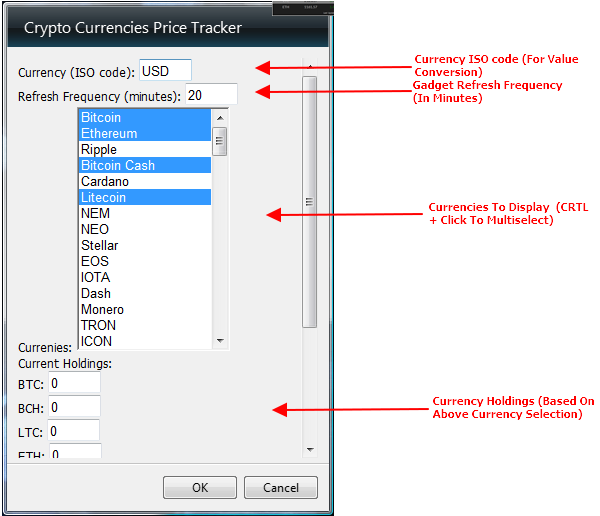 Crypto Currencies Price Tracker
Currency (ISO code): USD
Currency ISO code (For Value
Conversion)
Refresh Frequency (minutes): 20
Gadget Refresh Frequency
(In Minutes)
Bitcoin
Ethereum
Ripple
Bitcoin Cash
Cardano
Litecoin
NEM
NEO
Stellar
EOS
IOTA
Dash
Monero
TRON
ICON
Currenies:
Currencies To Display (CRTL
+ Click To Multiselect)
Current Holdings:
BTC: 0
BCH: 0
LTC: 0
ETH: 0
Currency Holdings (Based On
Above Currency Selection)
OK
Cancel